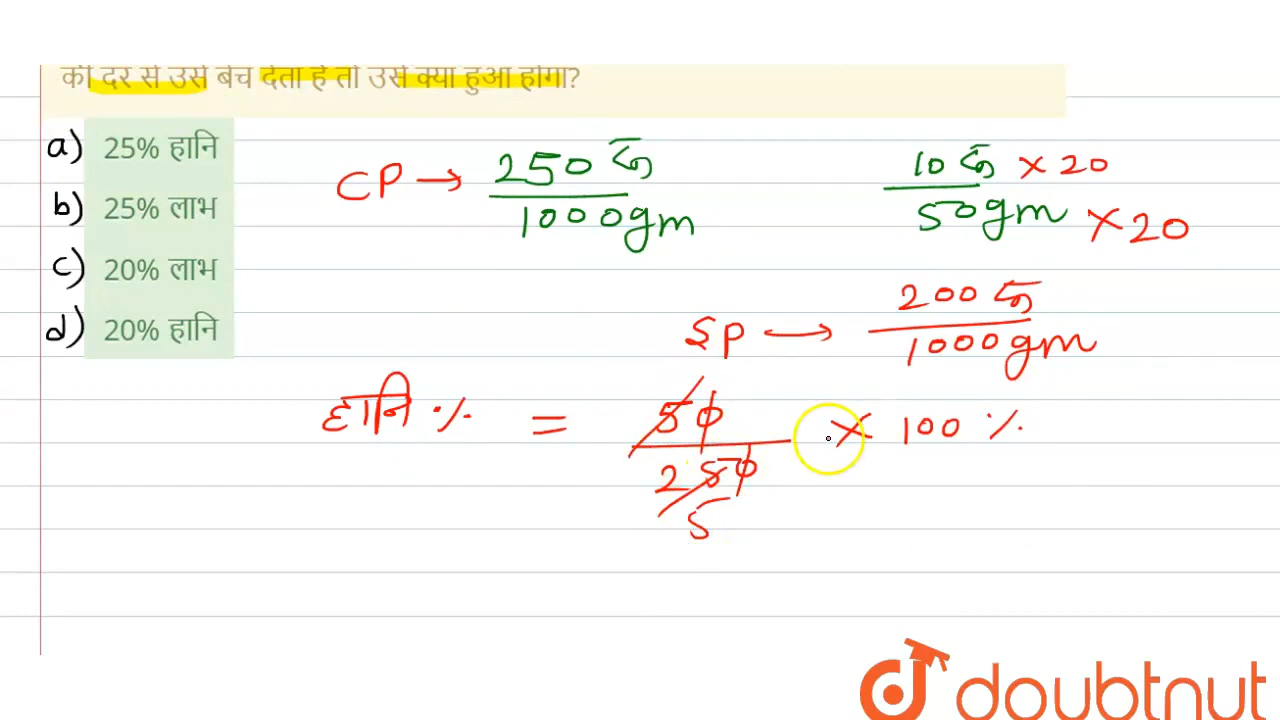 की दर से उसे बेच देता है तो उसे क्या हुआ होगा?
a) 25% हानि
b) 25% लाभ
c) 20% लाभ
d) 20% हानि
CP → 250 रु
1000gm
10 रु × 20
50gm × 20
SP → 200 रु
1000gm
हानि % = 50 × 100 %
250
5
doubtnut